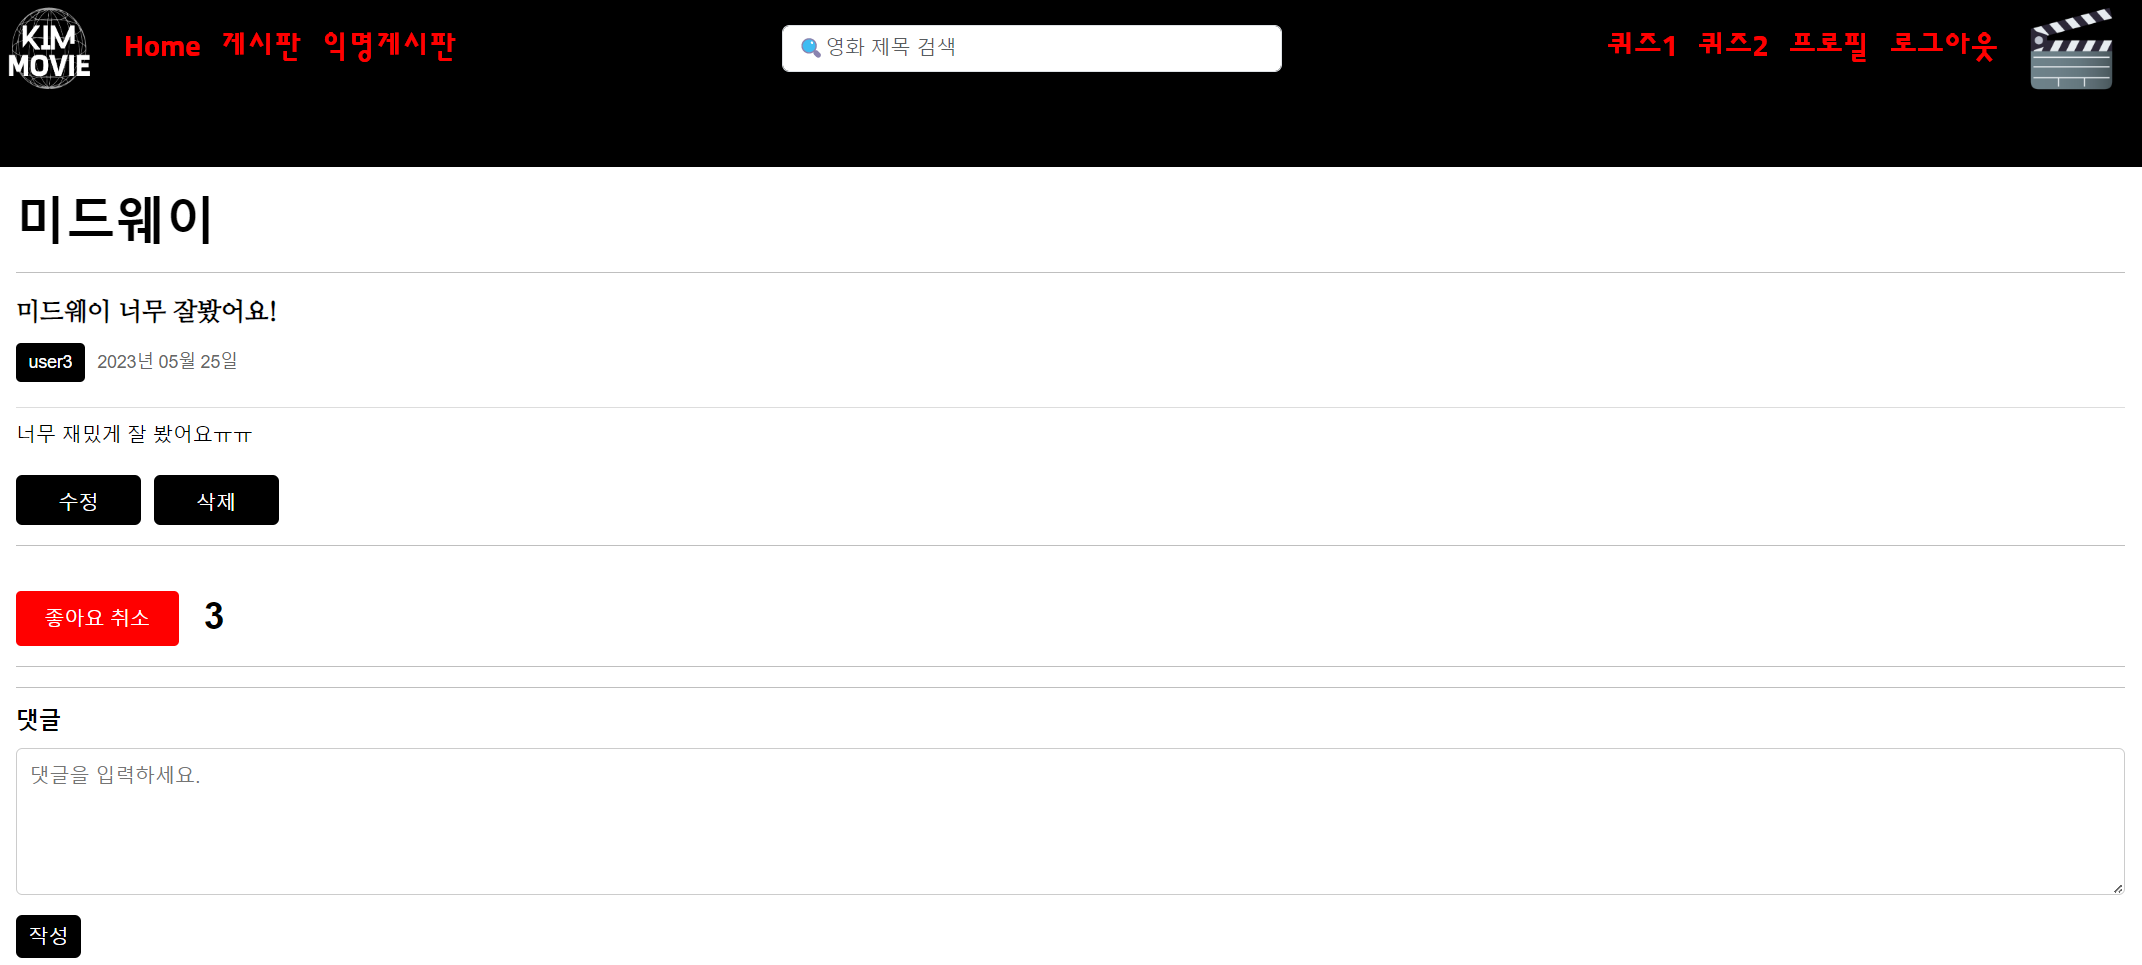 KIM
MOVIE
Home 게시판 익명게시판
영화 제목 검색
퀴즈1 퀴즈2 프로필 로그아웃
미드웨이
미드웨이 너무 잘봤어요!
user3 2023년 05월 25일
너무 재밌게 잘 봤어요ㅠㅠ
수정 삭제
좋아요 취소 3
댓글
댓글을 입력하세요.
작성